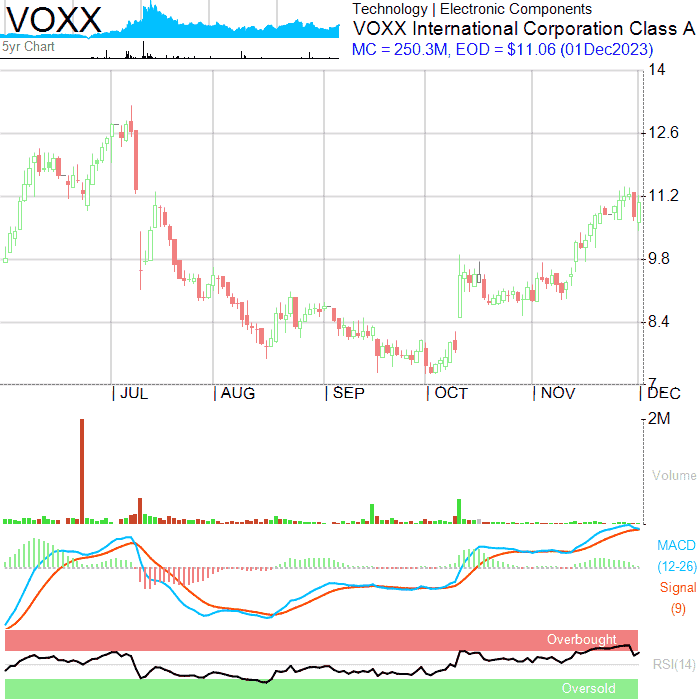 VOXX
5yr Chart
Technology | Electronic Components
VOXX International Corporation Class A
MC = 250.3M, EOD = $11.06 (01Dec2023)
14
12.6
11.2
9.8
8.4
7
JUL
AUG
SEP
OCT
NOV
DEC
2M
Volume
MACD
(12-26)
Signal
(9)
Overbought
RSI(14)
Oversold